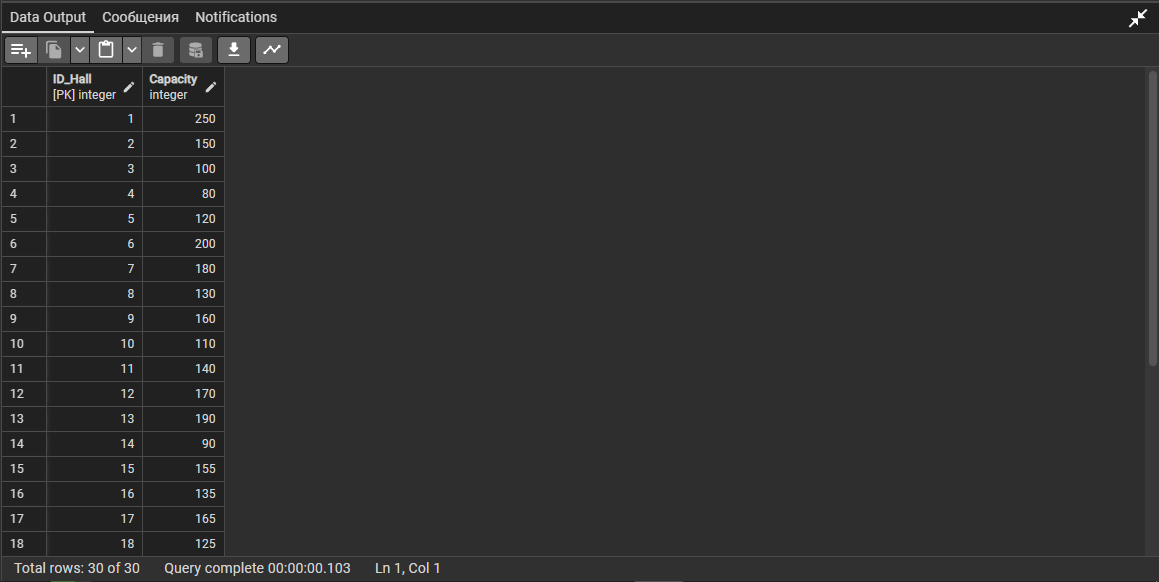 Data Output Сообщения Notifications
ID_Hall Capacity
[PK] integer integer
1 1 250
2 2 150
3 3 100
4 4 80
5 5 120
6 6 200
7 7 180
8 8 130
9 9 160
10 10 110
11 11 140
12 12 170
13 13 190
14 14 90
15 15 155
16 16 135
17 17 165
18 18 125
Total rows: 30 of 30 Query complete 00:00:00.103 Ln 1, Col 1